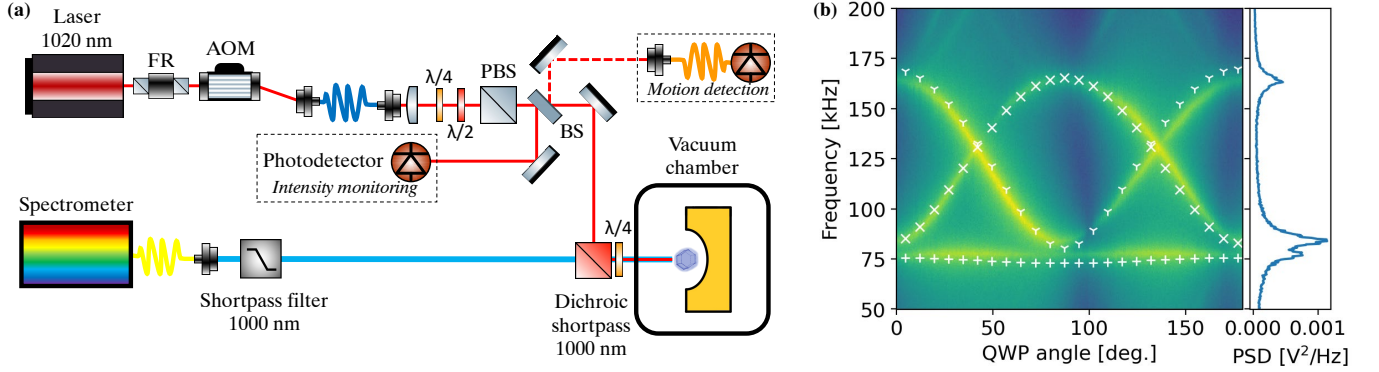 (a)
Laser
1020 nm
FR
AOM
λ/4
λ/2
PBS
BS
Motion detection
Photodetector
Intensity monitoring
Vacuum
chamber
Spectrometer
λ/4
Shortpass filter
1000 nm
Dichroic
shortpass
1000 nm
(b)
Frequency [kHz]
200
175
150
125
100
75
50
0
50
100
150
QWP angle [deg.]
0.000
0.001
PSD [V²/Hz]